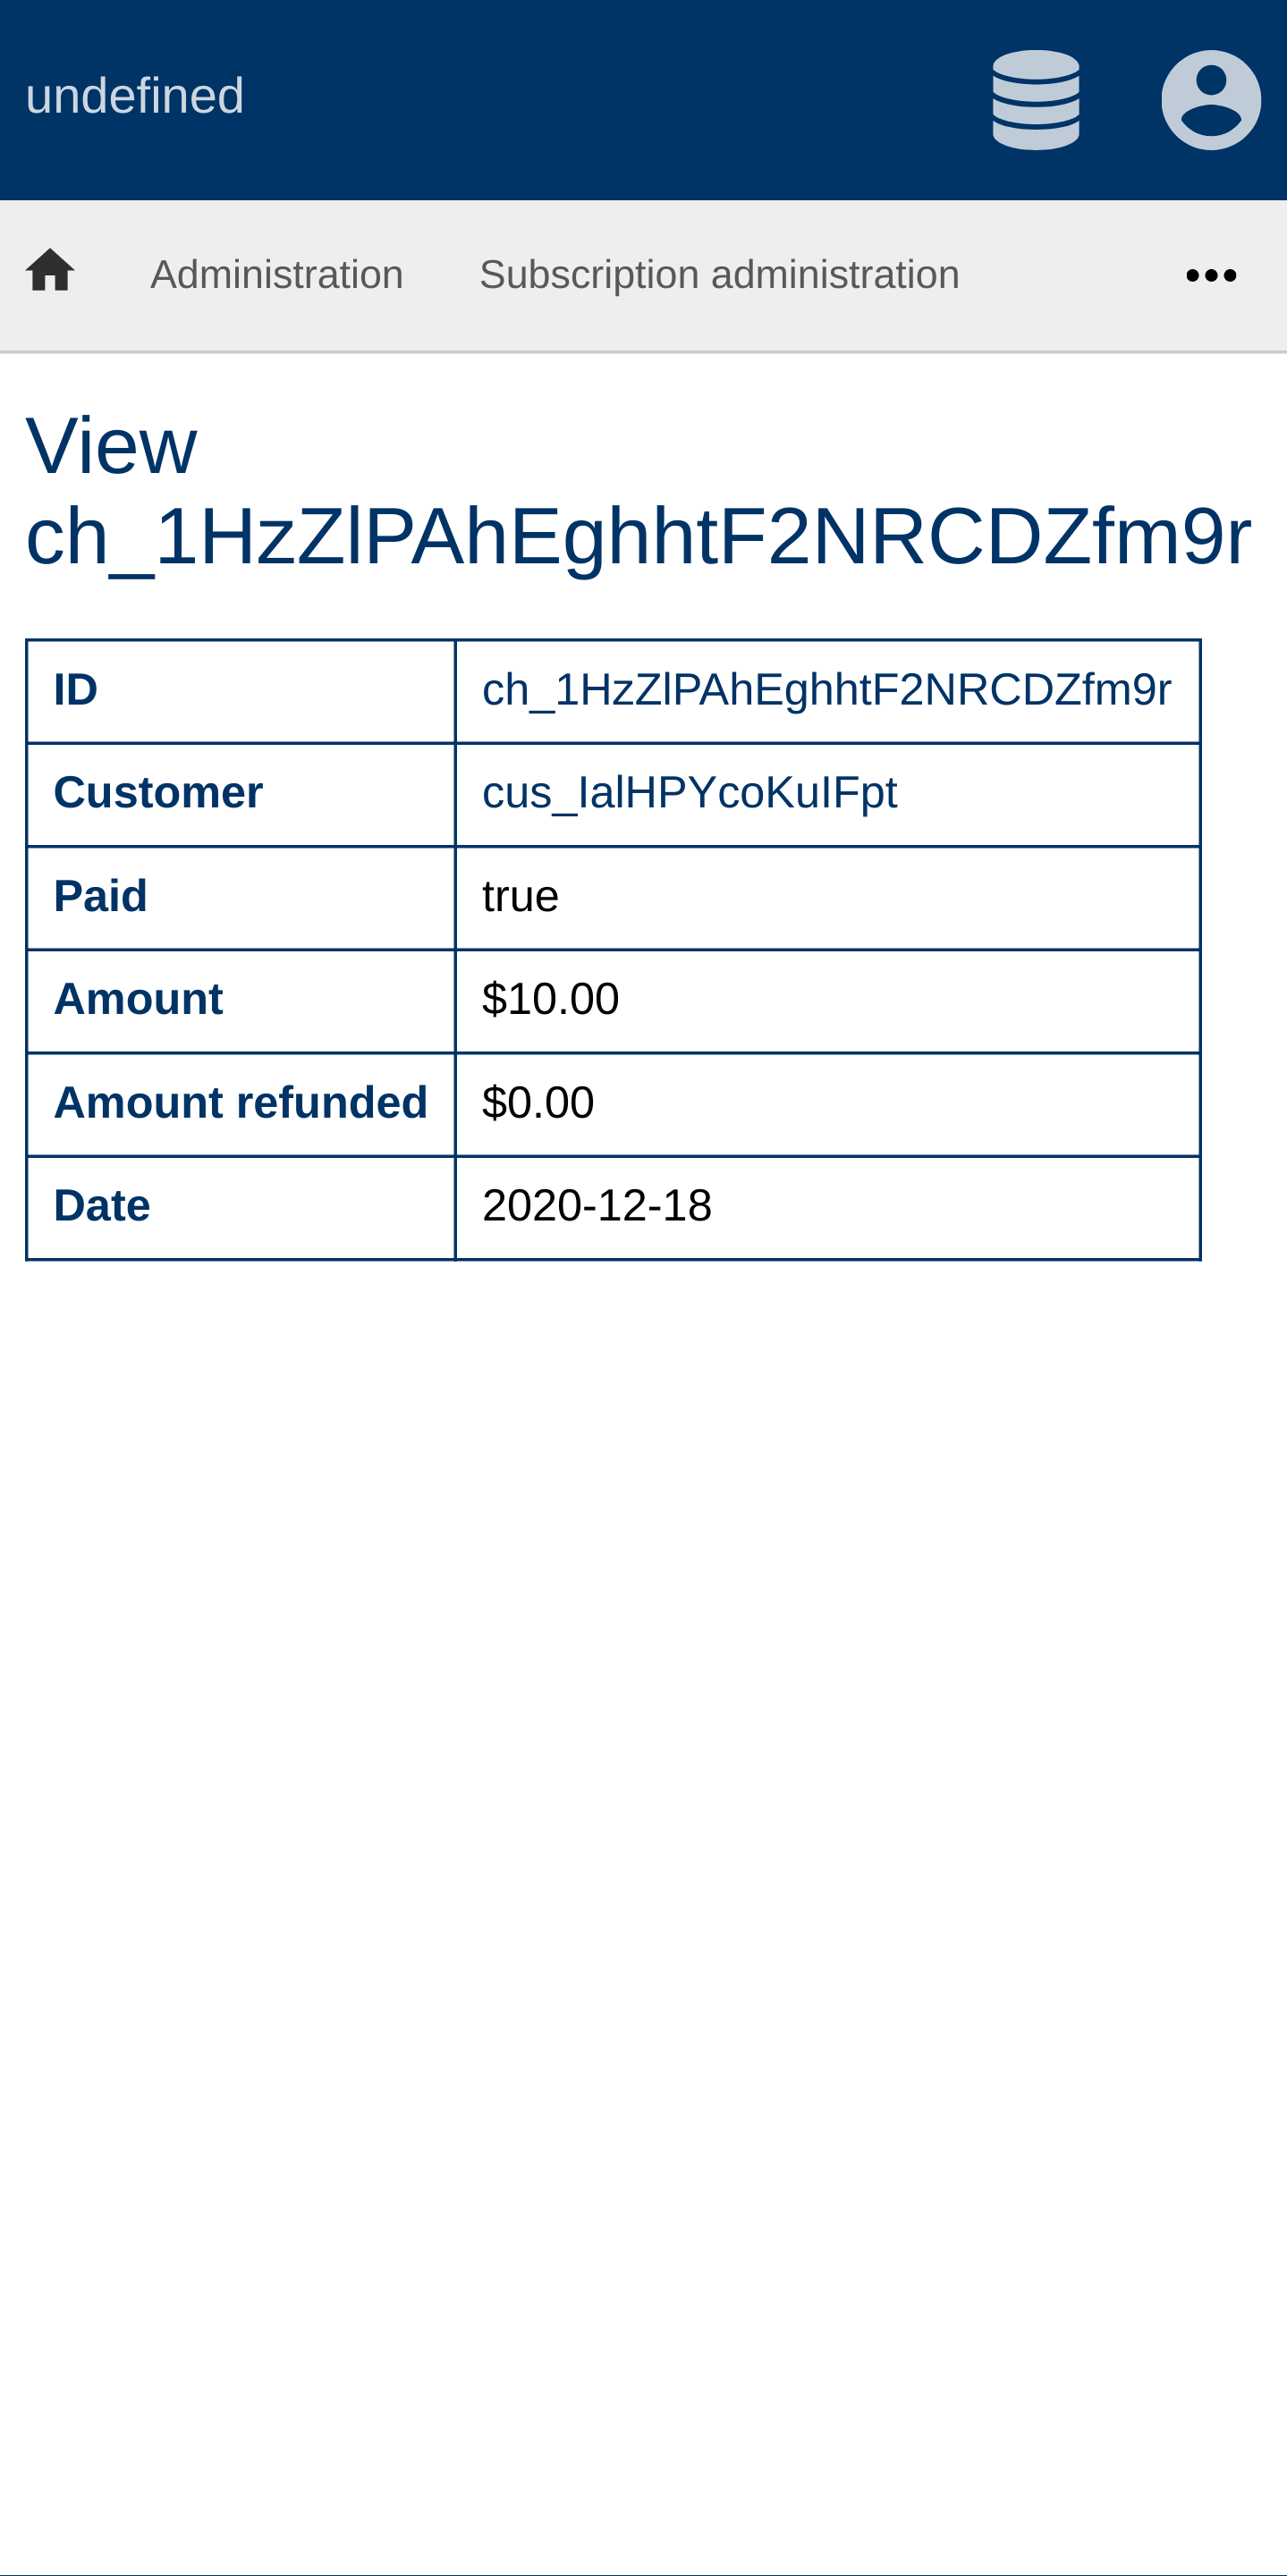 undefined
Administration Subscription administration •••
View
ch_1HzZlPAhEghhtF2NRCDZfm9r
ID ch_1HzZlPAhEghhtF2NRCDZfm9r
Customer cus_IalHPYcoKuIFpt
Paid true
Amount $10.00
Amount refunded $0.00
Date 2020-12-18